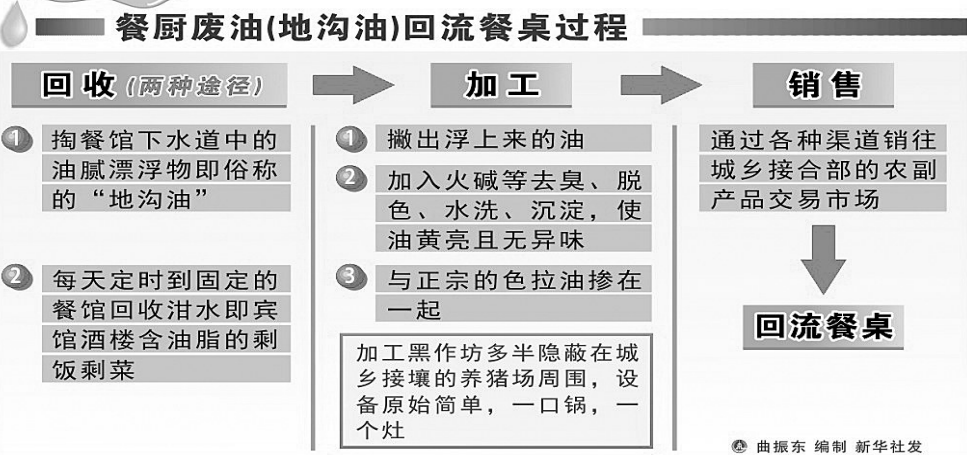 餐厨废油(地沟油)回流餐桌过程
回收(两种途径)
1
掏餐馆下水道中的
油腻漂浮物即俗称
的“地沟油”
2
每天定时到固定的
餐馆回收泔水即宾
馆酒楼含油脂的剩
饭剩菜
加工
1
撇出浮上来的油
2
加入火碱等去臭、脱
色、水洗、沉淀，使
油黄亮且无异味
3
与正宗的色拉油掺在
一起
加工黑作坊多半隐蔽在城
乡接壤的养猪场周围，设
备原始简单，一口锅，一
个灶
销售
通过各种渠道销往
城乡接合部的农副
产品交易市场
回流餐桌
曲振东 编制 新华社发